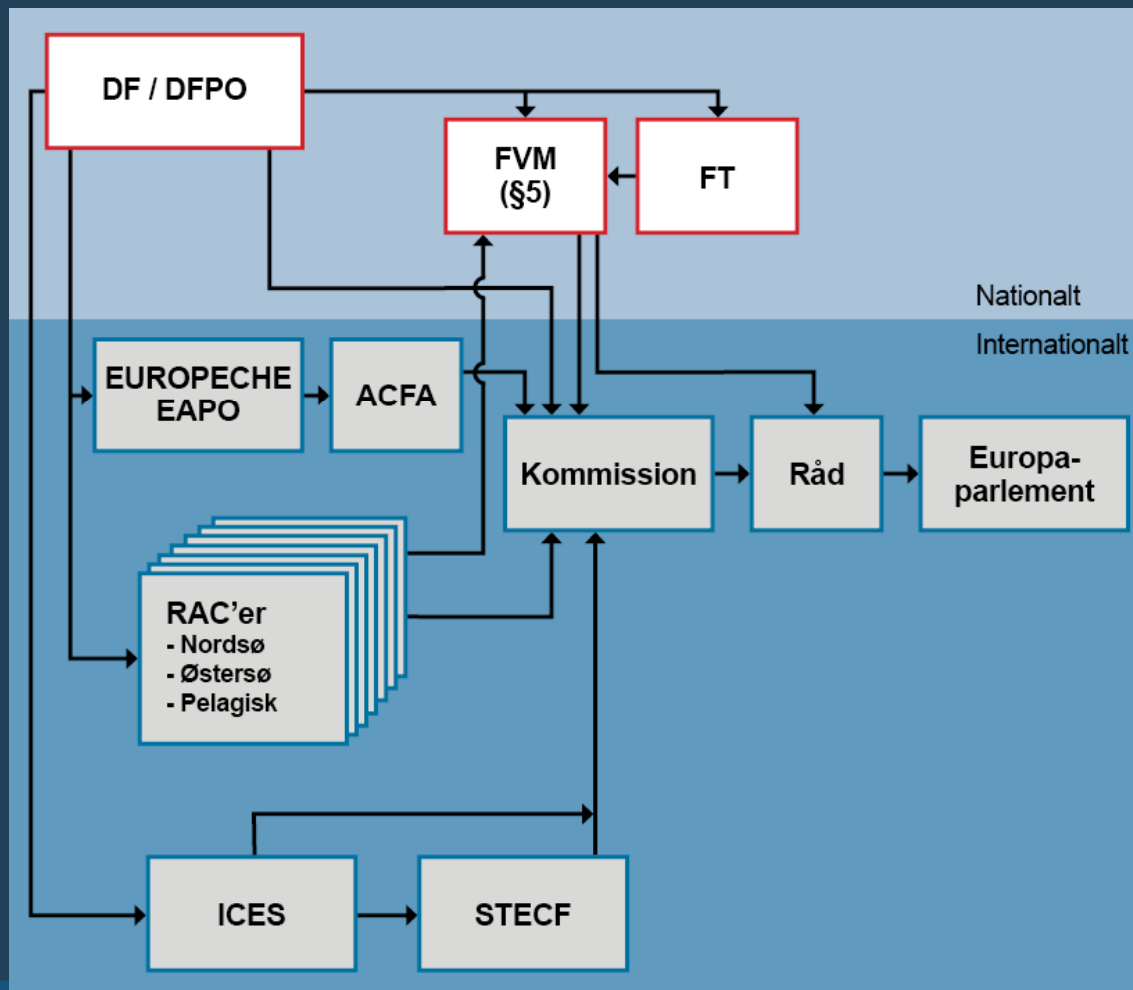 DF / DFPO
FVM
(§5)
FT
Nationalt
Internationalt
EUROPECHE
EAPO
ACFA
Kommission
Råd
Europa-
parlement
RAC’er
- Nordsø
- Østersø
- Pelagisk
ICES
STECF